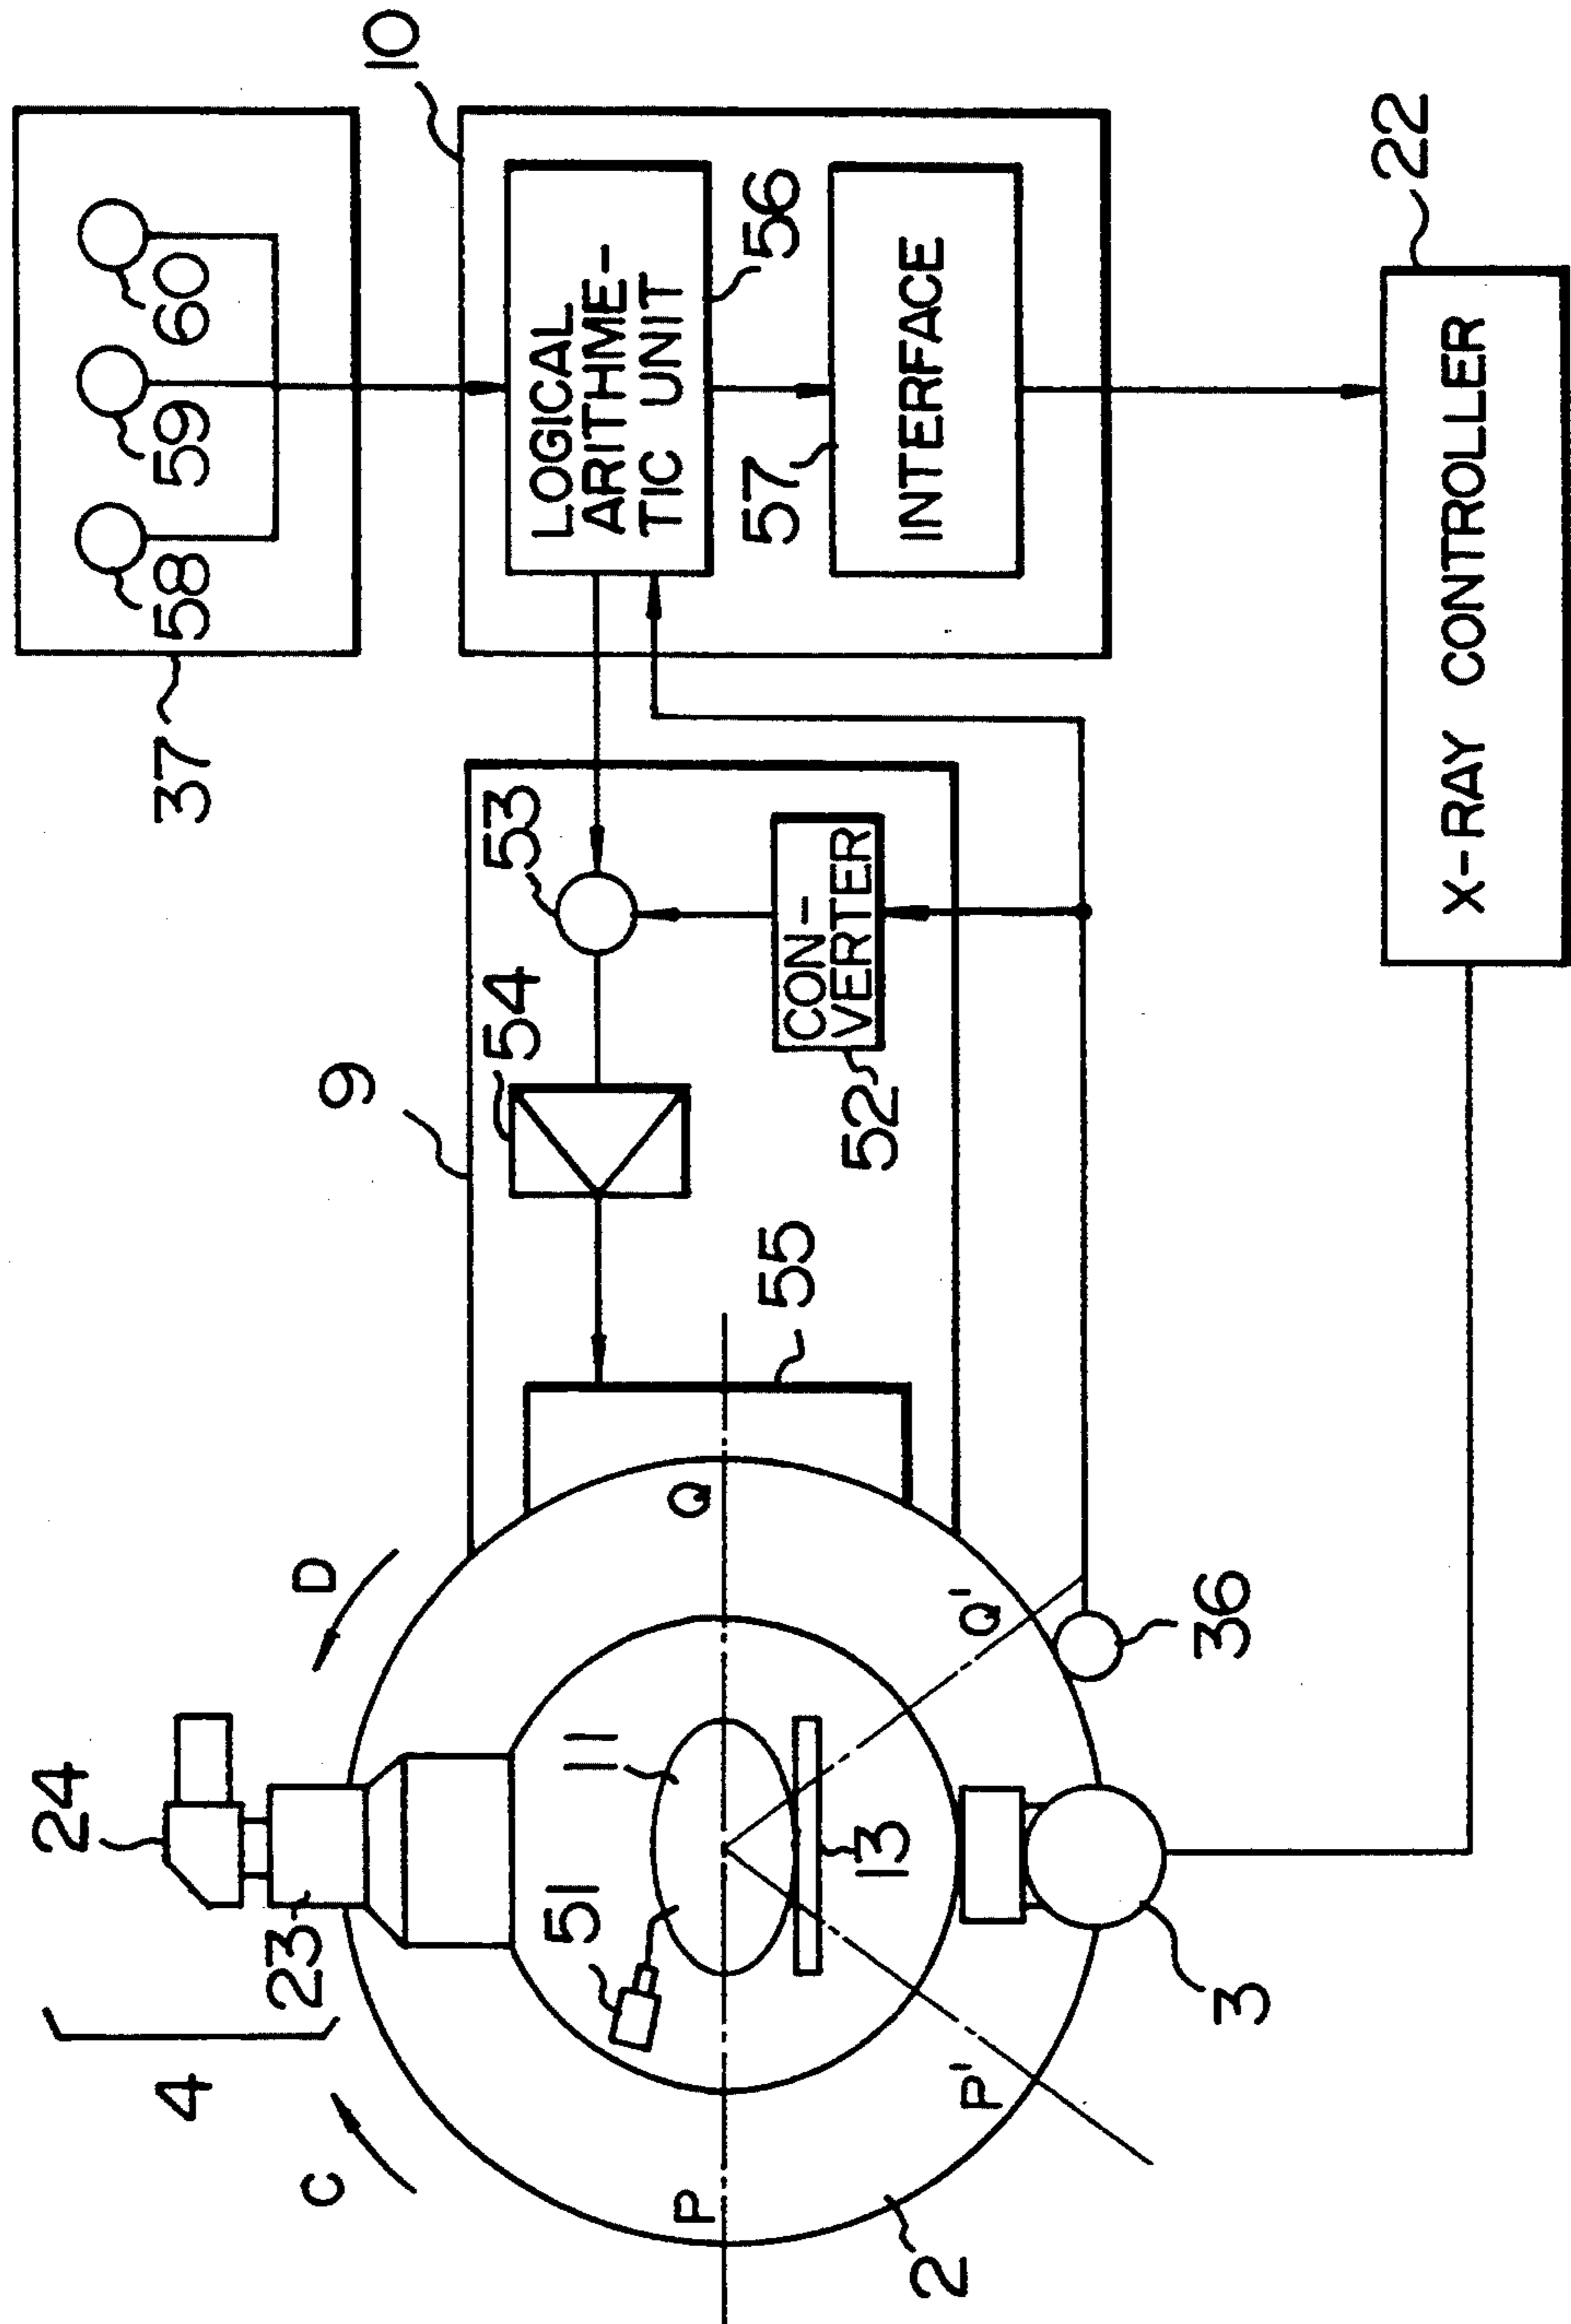 C
4
24
D
23
51
11
P
Q
13
P'
Q'
2
3
36
9
54
53
55
52
CON-
VERTER
37
58
59
60
10
LOGICAL
ARITHME-
TIC UNIT
56
57
INTERFACE
22
X-RAY CONTROLLER